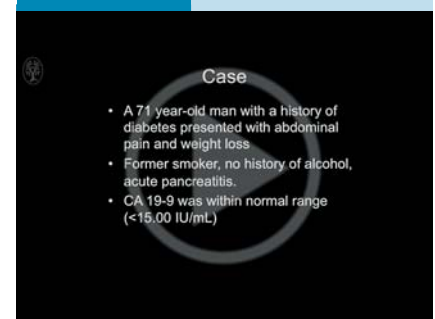 Case
• A 71 year-old man with a history of
diabetes presented with abdominal
pain and weight loss
• Former smoker, no history of alcohol,
acute pancreatitis.
• CA 19-9 was within normal range
(<15.00 IU/mL)